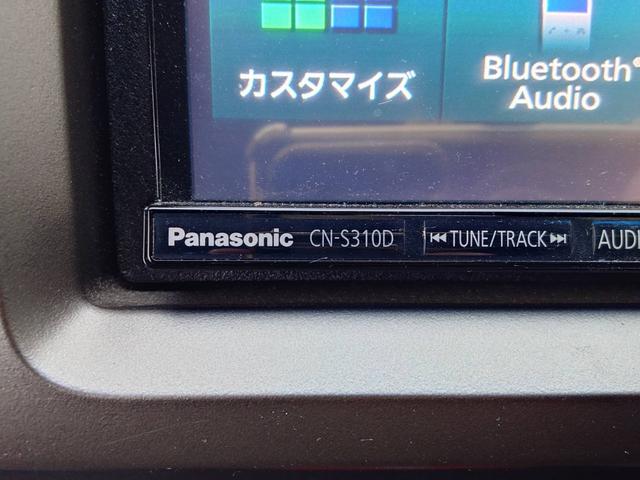 カスタマイズ
Bluetooth®
Audio
Panasonic CN-S310D TUNE/TRACK